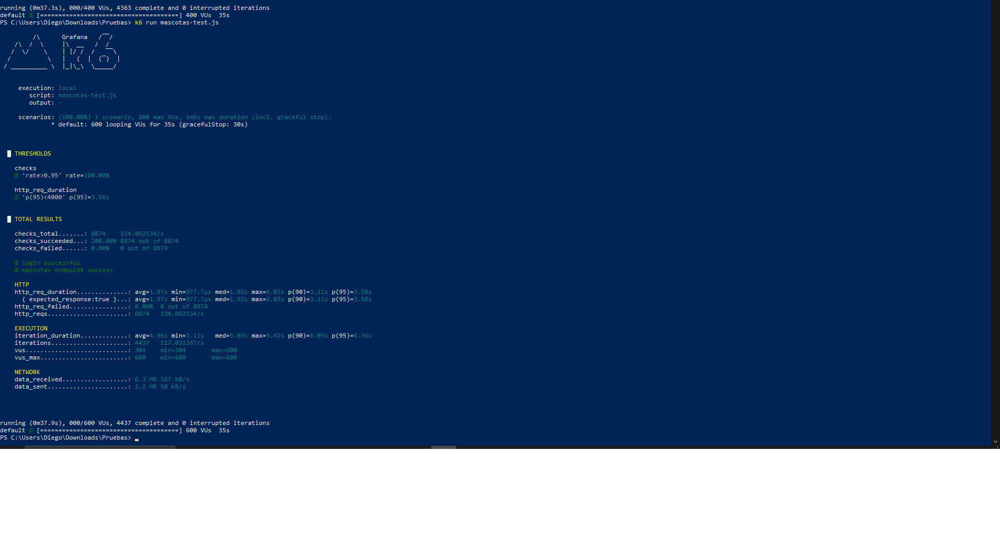 running (0m37.3s), 000/400 VUs, 4363 complete and 0 interrupted iterations
default [======================================] 400 VUs  35s
PS C:\Users\Diego\Downloads\Pruebas> k6 run mascotas-test.js
Grafana
execution: local
script: mascotas-test.js
output: -
scenarios: (100.00%) 1 scenario, 600 max VUs, 1m5s max duration (incl. graceful stop):
* default: 600 looping VUs for 35s (gracefulStop: 30s)
THRESHOLDS
checks
'rate>0.95' rate=100.00%
http_req_duration
'p(95)<4000' p(95)=3.58s
TOTAL RESULTS
checks_total.......: 8874    234.062534/s
checks_succeeded...: 100.00% 8874 out of 8874
checks_failed......: 0.00%   0 out of 8874
login successful
mascotas endpoint success
HTTP
http_req_duration..............: avg=1.97s min=977.7µs med=1.92s max=6.03s p(90)=3.11s p(95)=3.58s
{ expected_response:true }...: avg=1.97s min=977.7µs med=1.92s max=6.03s p(90)=3.11s p(95)=3.58s
http_req_failed................: 0.00%  0 out of 8874
http_reqs......................: 8874   234.062534/s
EXECUTION
iteration_duration.............: avg=4.96s min=1.11s   med=5.03s max=9.42s p(90)=6.05s p(95)=6.36s
iterations.....................: 4437   117.031267/s
vus............................: 304    min=304       max=600
vus_max........................: 600    min=600       max=600
NETWORK
data_received..................: 6.3 MB 167 kB/s
data_sent......................: 2.2 MB 58 kB/s
running (0m37.9s), 000/600 VUs, 4437 complete and 0 interrupted iterations
default [======================================] 600 VUs  35s
PS C:\Users\Diego\Downloads\Pruebas>